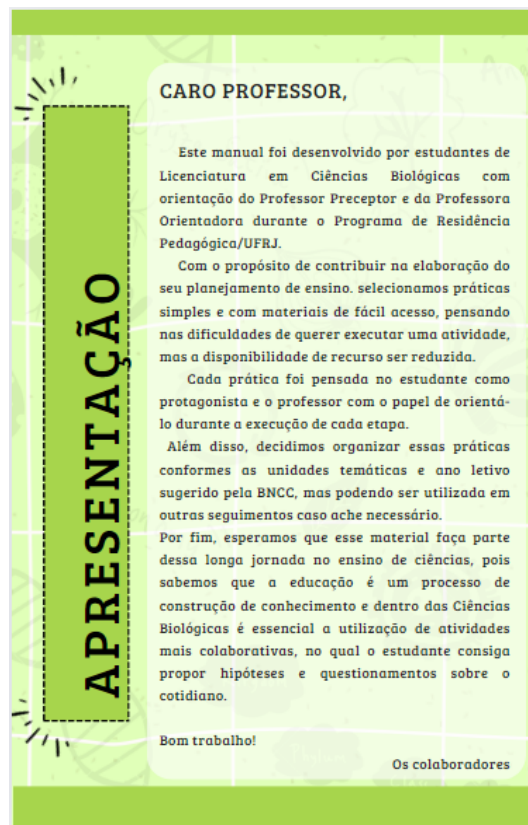 APRESENTAÇÃO
CARO PROFESSOR,
Este manual foi desenvolvido por estudantes de
Licenciatura em Ciências Biológicas com
orientação do Professor Preceptor e da Professora
Orientadora durante o Programa de Residência
Pedagógica/UFRJ.
Com o propósito de contribuir na elaboração do
seu planejamento de ensino. selecionamos práticas
simples e com materiais de fácil acesso, pensando
nas dificuldades de querer executar uma atividade,
mas a disponibilidade de recurso ser reduzida.
Cada prática foi pensada no estudante como
protagonista e o professor com o papel de orientá-
lo durante a execução de cada etapa.
Além disso, decidimos organizar essas práticas
conformes as unidades temáticas e ano letivo
sugerido pela BNCC, mas podendo ser utilizada em
outras seguimentos caso ache necessário.
Por fim, esperamos que esse material faça parte
dessa longa jornada no ensino de ciências, pois
sabemos que a educação é um processo de
construção de conhecimento e dentro das Ciências
Biológicas é essencial a utilização de atividades
mais colaborativas, no qual o estudante consiga
propor hipóteses e questionamentos sobre o
cotidiano.
Bom trabalho!
Os colaboradores